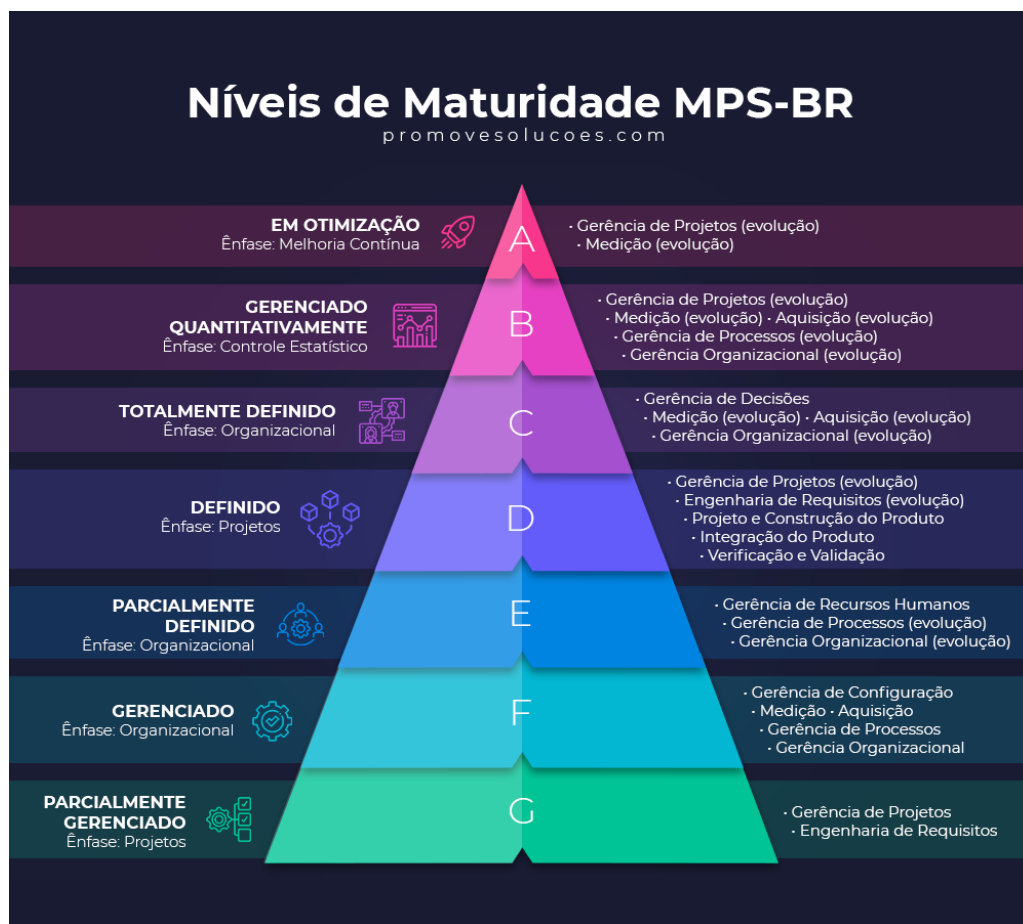 Níveis de Maturidade MPS-BR
promovesolucoes.com
EM OTIMIZAÇÃO
Ênfase: Melhoria Contínua
A
• Gerência de Projetos (evolução)
• Medição (evolução)
GERENCIADO
QUANTITATIVAMENTE
Ênfase: Controle Estatístico
B
• Gerência de Projetos (evolução)
• Medição (evolução) • Aquisição (evolução)
• Gerência de Processos (evolução)
• Gerência Organizacional (evolução)
TOTALMENTE DEFINIDO
Ênfase: Organizacional
C
• Gerência de Decisões
• Medição (evolução) • Aquisição (evolução)
• Gerência Organizacional (evolução)
DEFINIDO
Ênfase: Projetos
D
• Gerência de Projetos (evolução)
• Engenharia de Requisitos (evolução)
• Projeto e Construção do Produto
• Integração do Produto
• Verificação e Validação
PARCIALMENTE
DEFINIDO
Ênfase: Organizacional
E
• Gerência de Recursos Humanos
• Gerência de Processos (evolução)
• Gerência Organizacional (evolução)
GERENCIADO
Ênfase: Organizacional
F
• Gerência de Configuração
• Medição • Aquisição
• Gerência de Processos
• Gerência Organizacional
PARCIALMENTE
GERENCIADO
Ênfase: Projetos
G
• Gerência de Projetos
• Engenharia de Requisitos